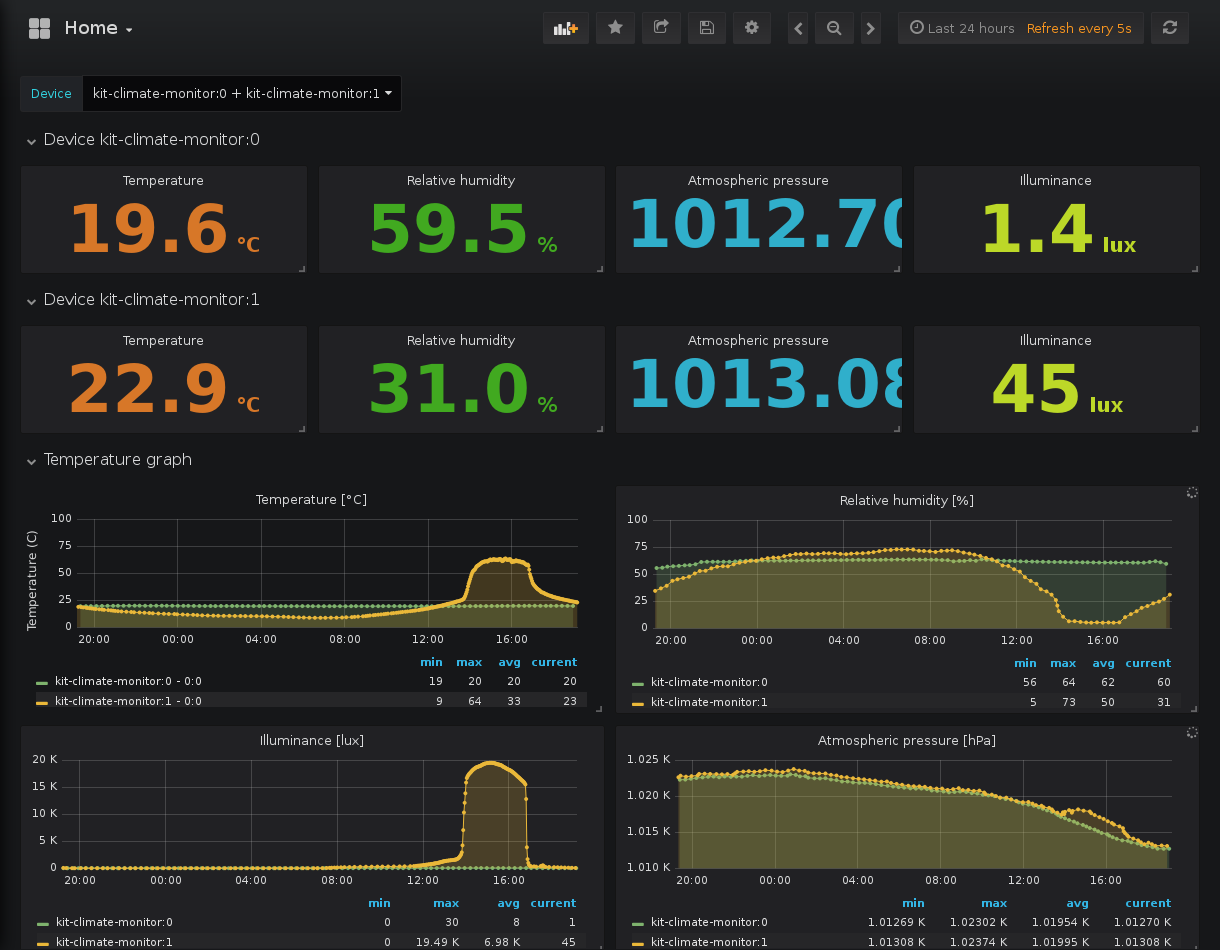 Home
Last 24 hours Refresh every 5s
Device kit-climate-monitor:0 + kit-climate-monitor:1
Device kit-climate-monitor:0
Temperature Relative humidity Atmospheric pressure Illuminance
19.6 °C 59.5 % 1012.70 1.4 lux
Device kit-climate-monitor:1
Temperature Relative humidity Atmospheric pressure Illuminance
22.9 °C 31.0 % 1013.08 45 lux
Temperature graph
Temperature [°C]
Temperature (C)
100
75
50
25
0
20:00 00:00 04:00 08:00 12:00 16:00
min max avg current
kit-climate-monitor:0 - 0:0 19 20 20 20
kit-climate-monitor:1 - 0:0 9 64 33 23
Relative humidity [%]
100
75
50
25
0
20:00 00:00 04:00 08:00 12:00 16:00
min max avg current
kit-climate-monitor:0 56 64 62 60
kit-climate-monitor:1 5 73 50 31
Illuminance [lux]
20 K
15 K
10 K
5 K
0
20:00 00:00 04:00 08:00 12:00 16:00
min max avg current
kit-climate-monitor:0 0 30 8 1
kit-climate-monitor:1 0 19.49 K 6.98 K 45
Atmospheric pressure [hPa]
1.025 K
1.020 K
1.015 K
1.010 K
20:00 00:00 04:00 08:00 12:00 16:00
min max avg current
kit-climate-monitor:0 1.01269 K 1.02302 K 1.01954 K 1.01270 K
kit-climate-monitor:1 1.01308 K 1.02374 K 1.01995 K 1.01308 K